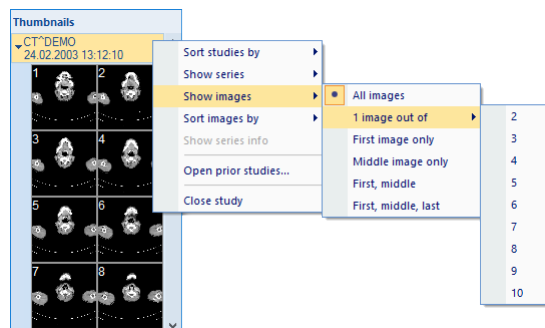 Thumbnails
CT^DEMO
24.02.2003 13:12:10
1
2
3
4
5
6
7
8
Sort studies by
Show series
Show images
Sort images by
Show series info
Open prior studies...
Close study
All images
1 image out of
First image only
Middle image only
First, middle
First, middle, last
2
3
4
5
6
7
8
9
10